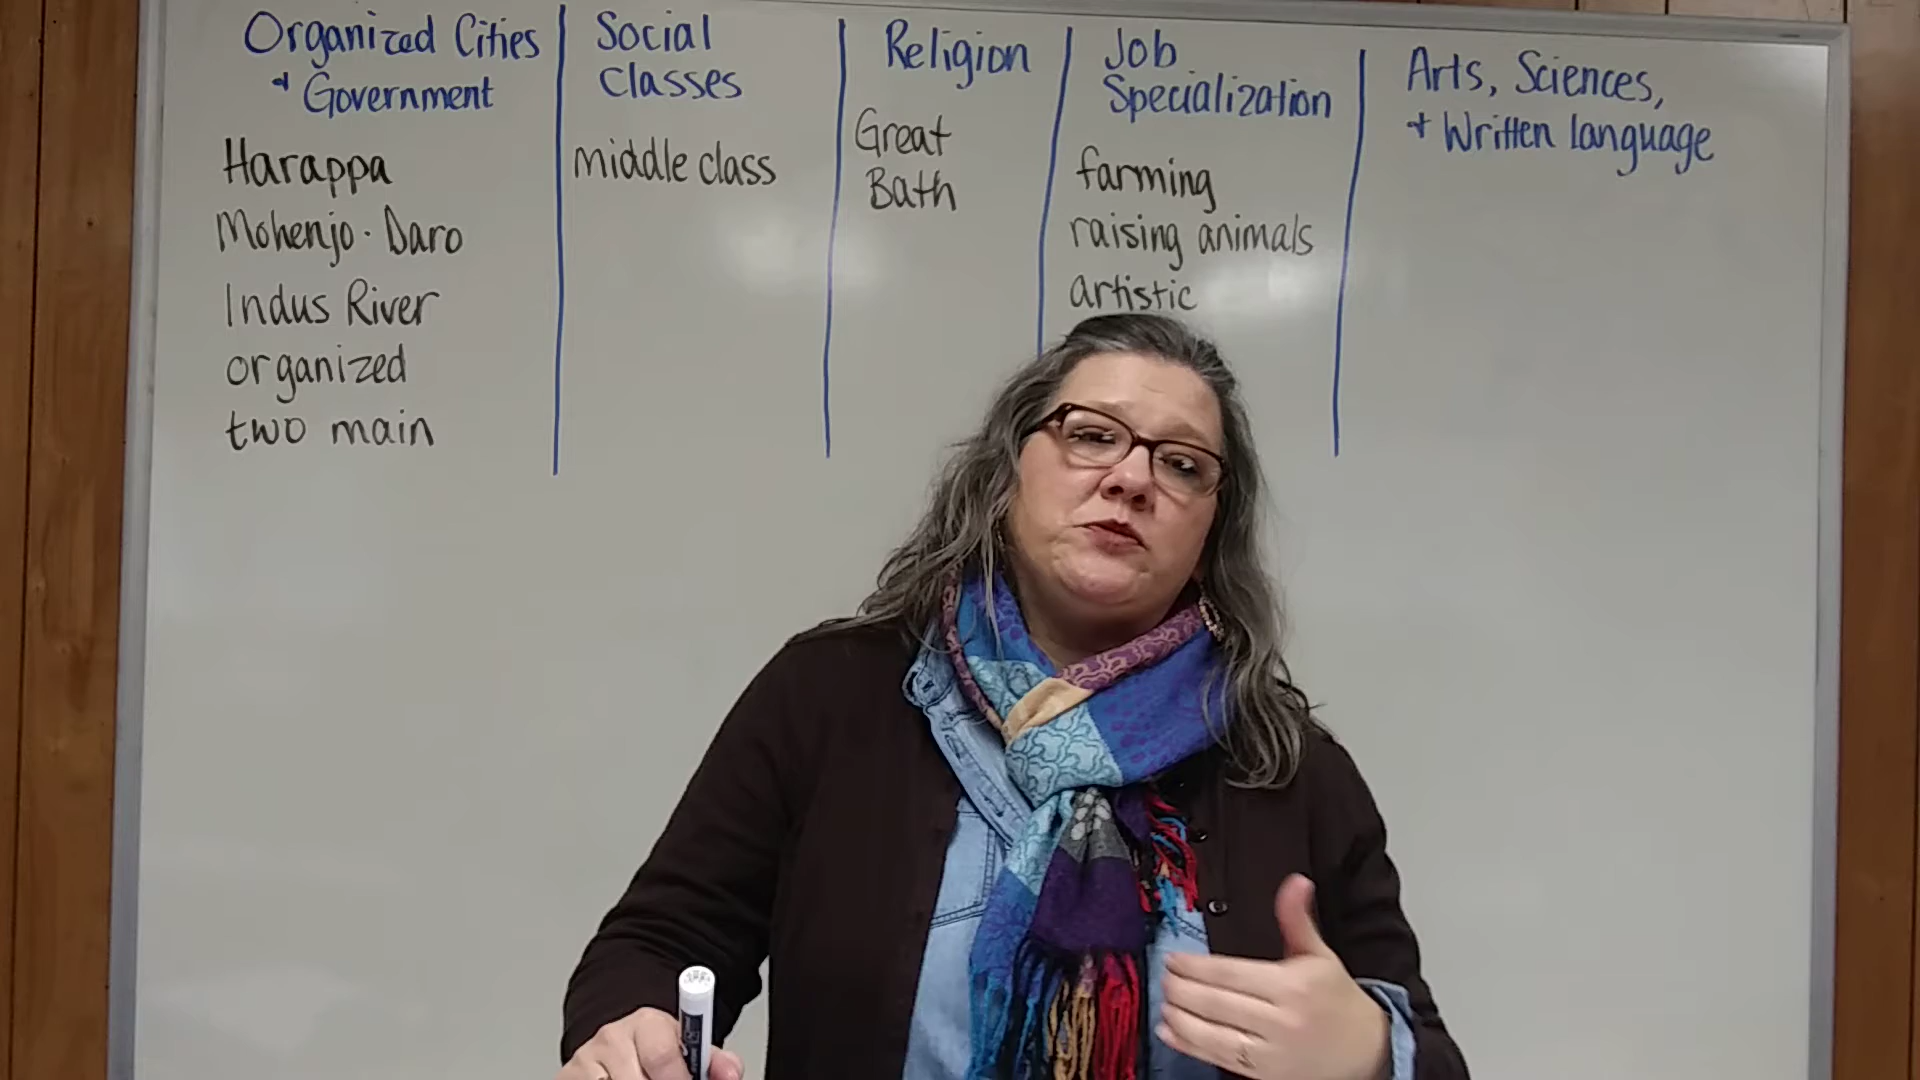 Organized Cities
+ Government
Harappa
Mohenjo-Daro
Indus River
organized
two main
Social
Classes
middle class
Religion
Great
Bath
Job
Specialization
farming
raising animals
artistic
Arts, Sciences,
+ Written language